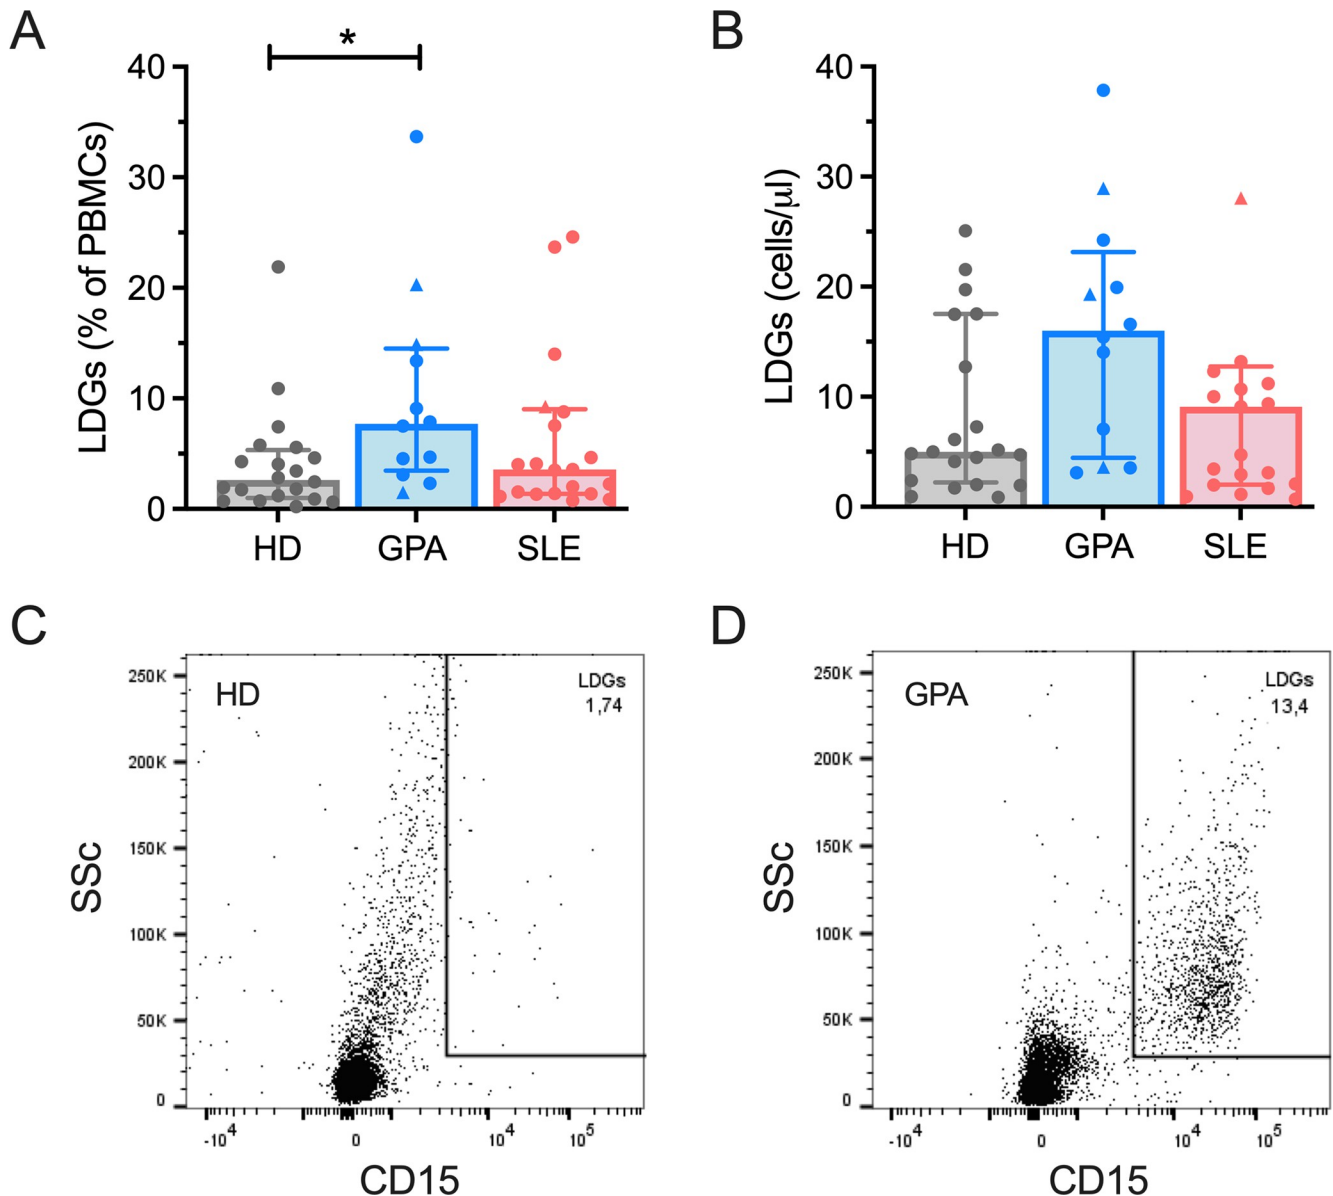 A
*
LDGs (% of PBMCs)
40
30
20
10
0
HD GPA SLE
B
LDGs (cells/μl)
40
30
20
10
0
HD GPA SLE
C
SSc
250K
200K
150K
100K
50K
0
HD
LDGs
1,74
-10⁴ 0 10⁴ 10⁵
CD15
D
SSc
250K
200K
150K
100K
50K
0
GPA
LDGs
13,4
-10⁴ 0 10⁴ 10⁵
CD15